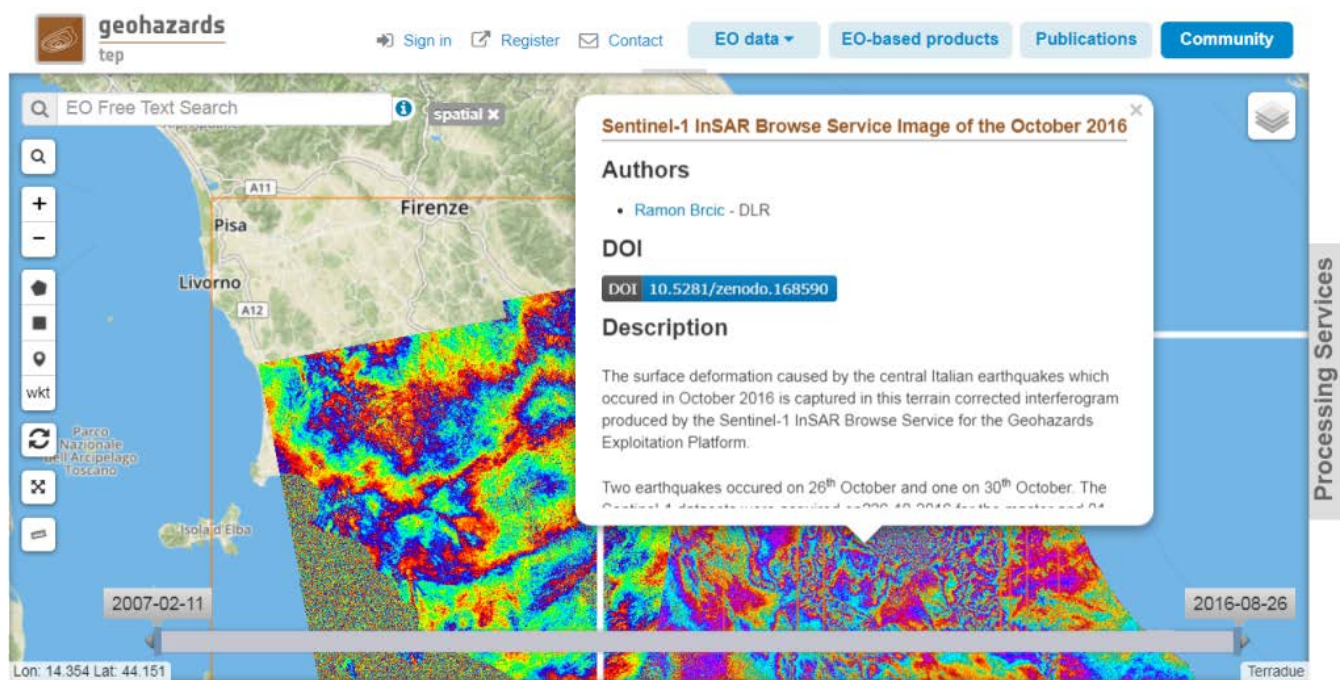 geohazards
tep
Sign in
Register
Contact
EO data
EO-based products
Publications
Community
EO Free Text Search
spatial ×
Sentinel-1 InSAR Browse Service Image of the October 2016
Authors
Ramon Brcic - DLR
DOI
DOI 10.5281/zenodo.168590
Description
The surface deformation caused by the central Italian earthquakes which
occured in October 2016 is captured in this terrain corrected interferogram
produced by the Sentinel-1 InSAR Browse Service for the Geohazards
Exploitation Platform.
Two earthquakes occured on 26th October and one on 30th October. The
A11
Firenze
Pisa
Livorno
A12
wkt
Parco
Nazionale
dell'Arcipelago
Toscano
Isola d'Elba
Processing Services
2007-02-11
2016-08-26
Lon: 14.354 Lat: 44.151
Terradue